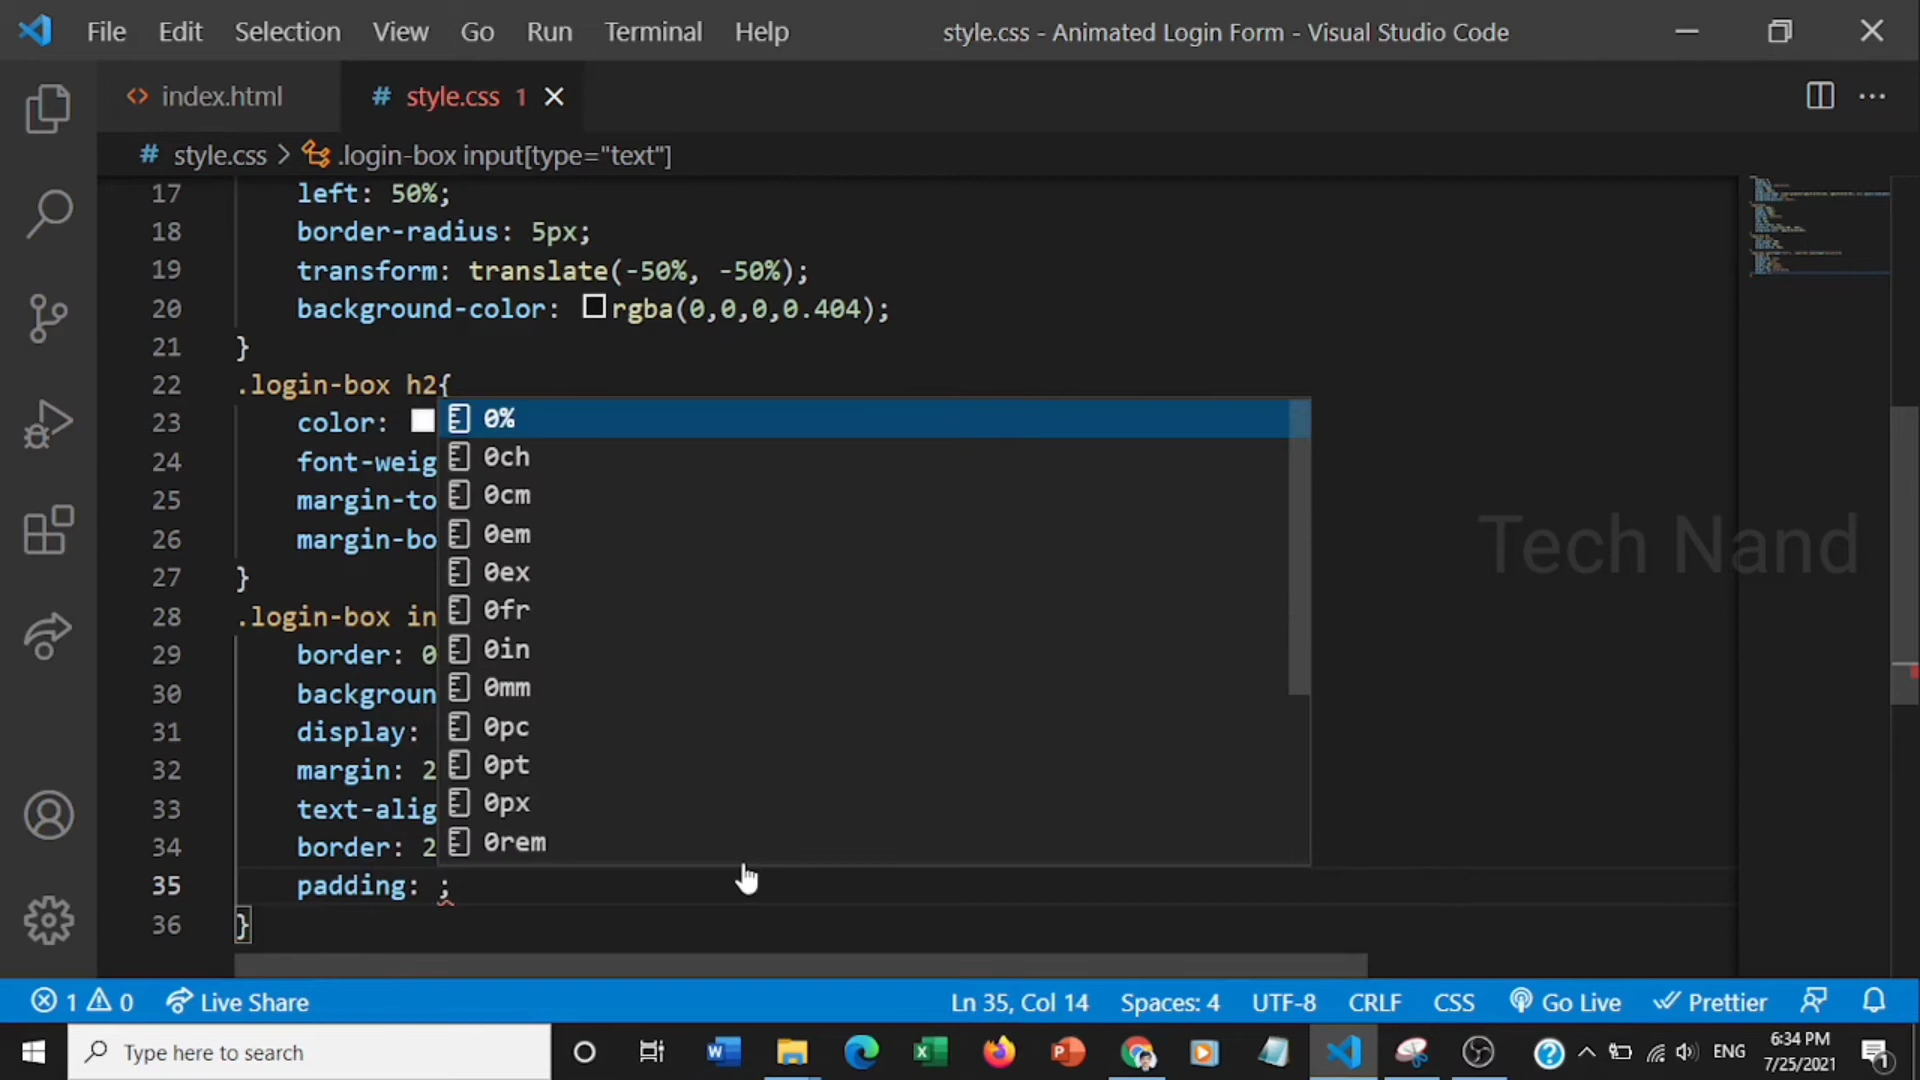 File Edit Selection View Go Run Terminal Help style.css - Animated Login Form - Visual Studio Code
<> index.html # style.css 1
# style.css > .login-box input[type="text"]
17 left: 50%;
18 border-radius: 5px;
19 transform: translate(-50%, -50%);
20 background-color: rgba(0,0,0,0.404);
21 }
22 .login-box h2{
23 color:
24 font-weig
25 margin-to
26 margin-bo
27 }
28 .login-box in
29 border: 0
30 backgroun
31 display:
32 margin: 2
33 text-alig
34 border: 2
35 padding: ;
36 }
0%
0ch
0cm
0em
0ex
0fr
0in
0mm
0pc
0pt
0px
0rem
Tech Nand
1 0 Live Share Ln 35, Col 14 Spaces: 4 UTF-8 CRLF CSS Go Live Prettier
Type here to search ENG 6:34 PM
7/25/2021 1